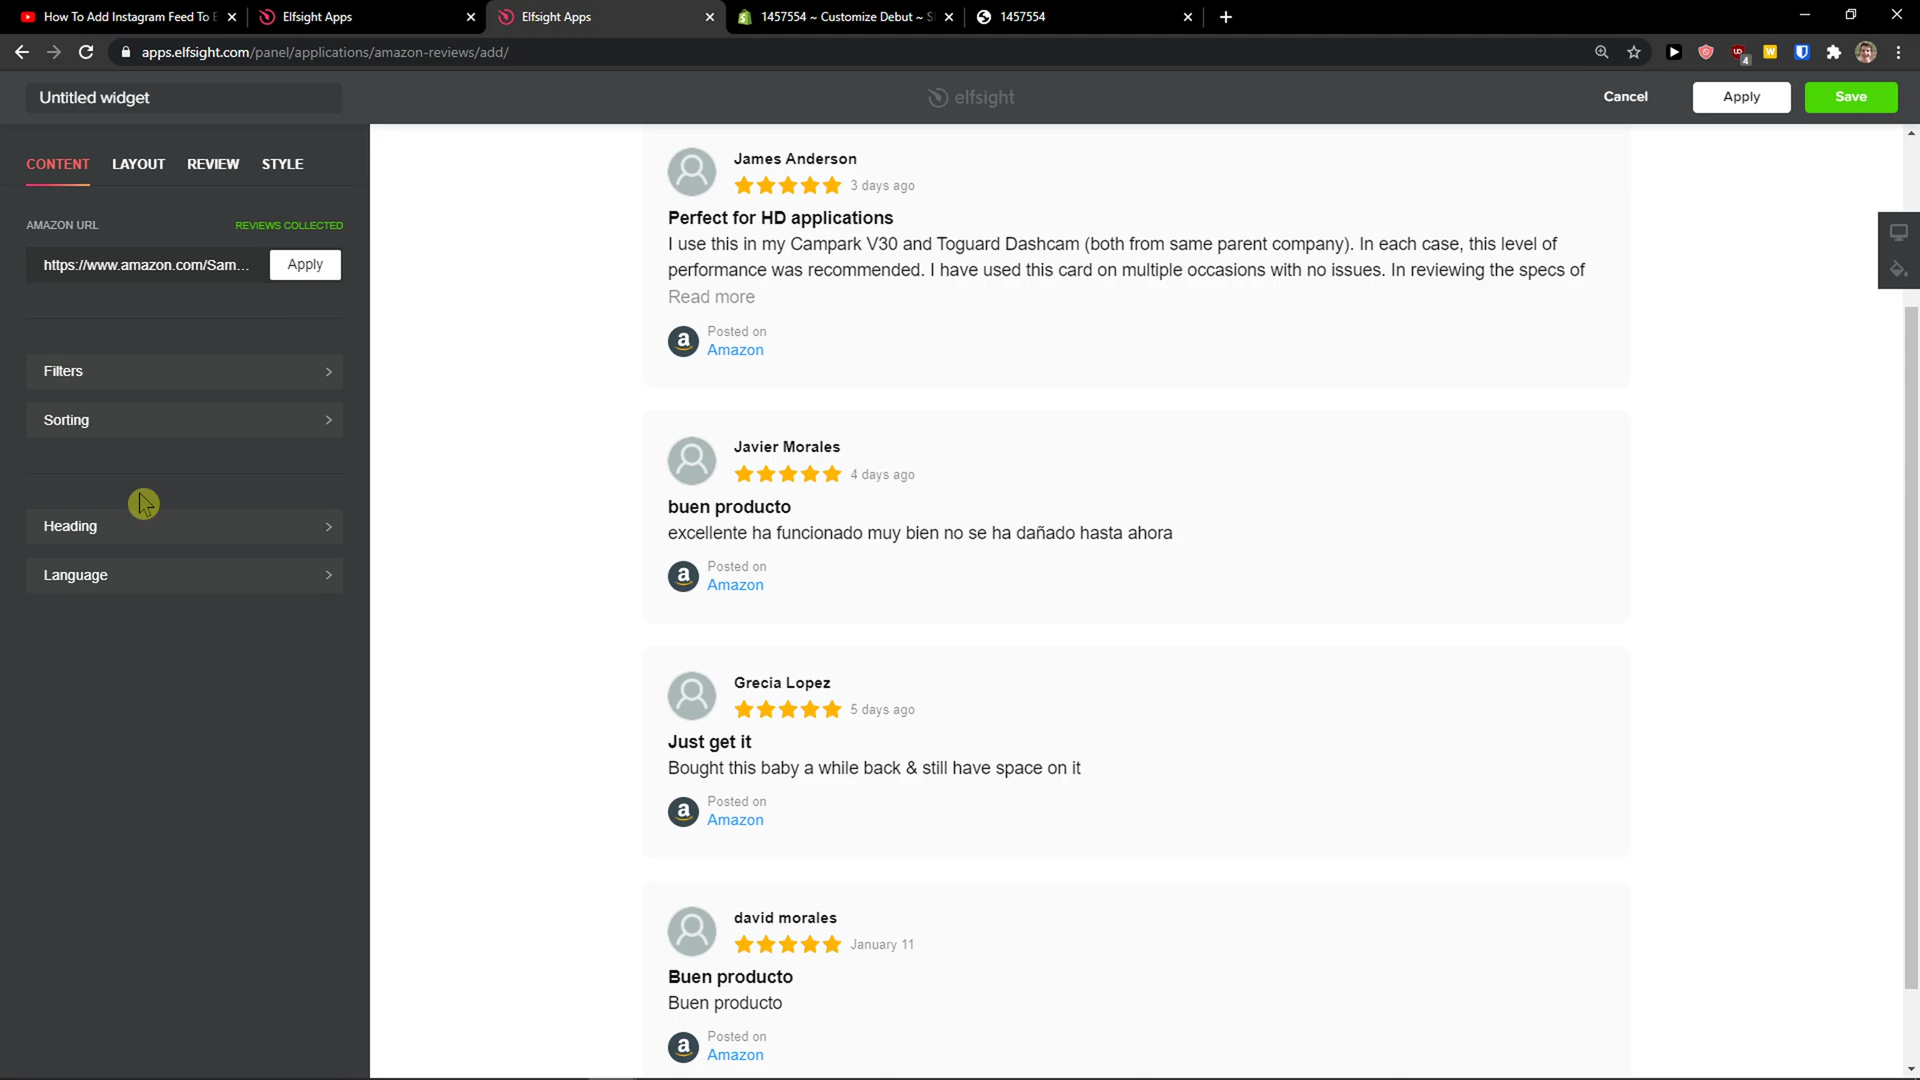 How To Add Instagram Feed To E
Elfsight Apps
Elfsight Apps
1457554 ~ Customize Debut ~ S
1457554
apps.elfsight.com/panel/applications/amazon-reviews/add/
4
Untitled widget
elfsight
Cancel
Apply
Save
CONTENT
LAYOUT
REVIEW
STYLE
AMAZON URL
REVIEWS COLLECTED
https://www.amazon.com/Sam...
Apply
Filters
Sorting
Heading
Language
James Anderson
3 days ago
Perfect for HD applications
I use this in my Campark V30 and Toguard Dashcam (both from same parent company). In each case, this level of
performance was recommended. I have used this card on multiple occasions with no issues. In reviewing the specs of
Read more
Posted on
Amazon
Javier Morales
4 days ago
buen producto
excellente ha funcionado muy bien no se ha dañado hasta ahora
Posted on
Amazon
Grecia Lopez
5 days ago
Just get it
Bought this baby a while back & still have space on it
Posted on
Amazon
david morales
January 11
Buen producto
Buen producto
Posted on
Amazon